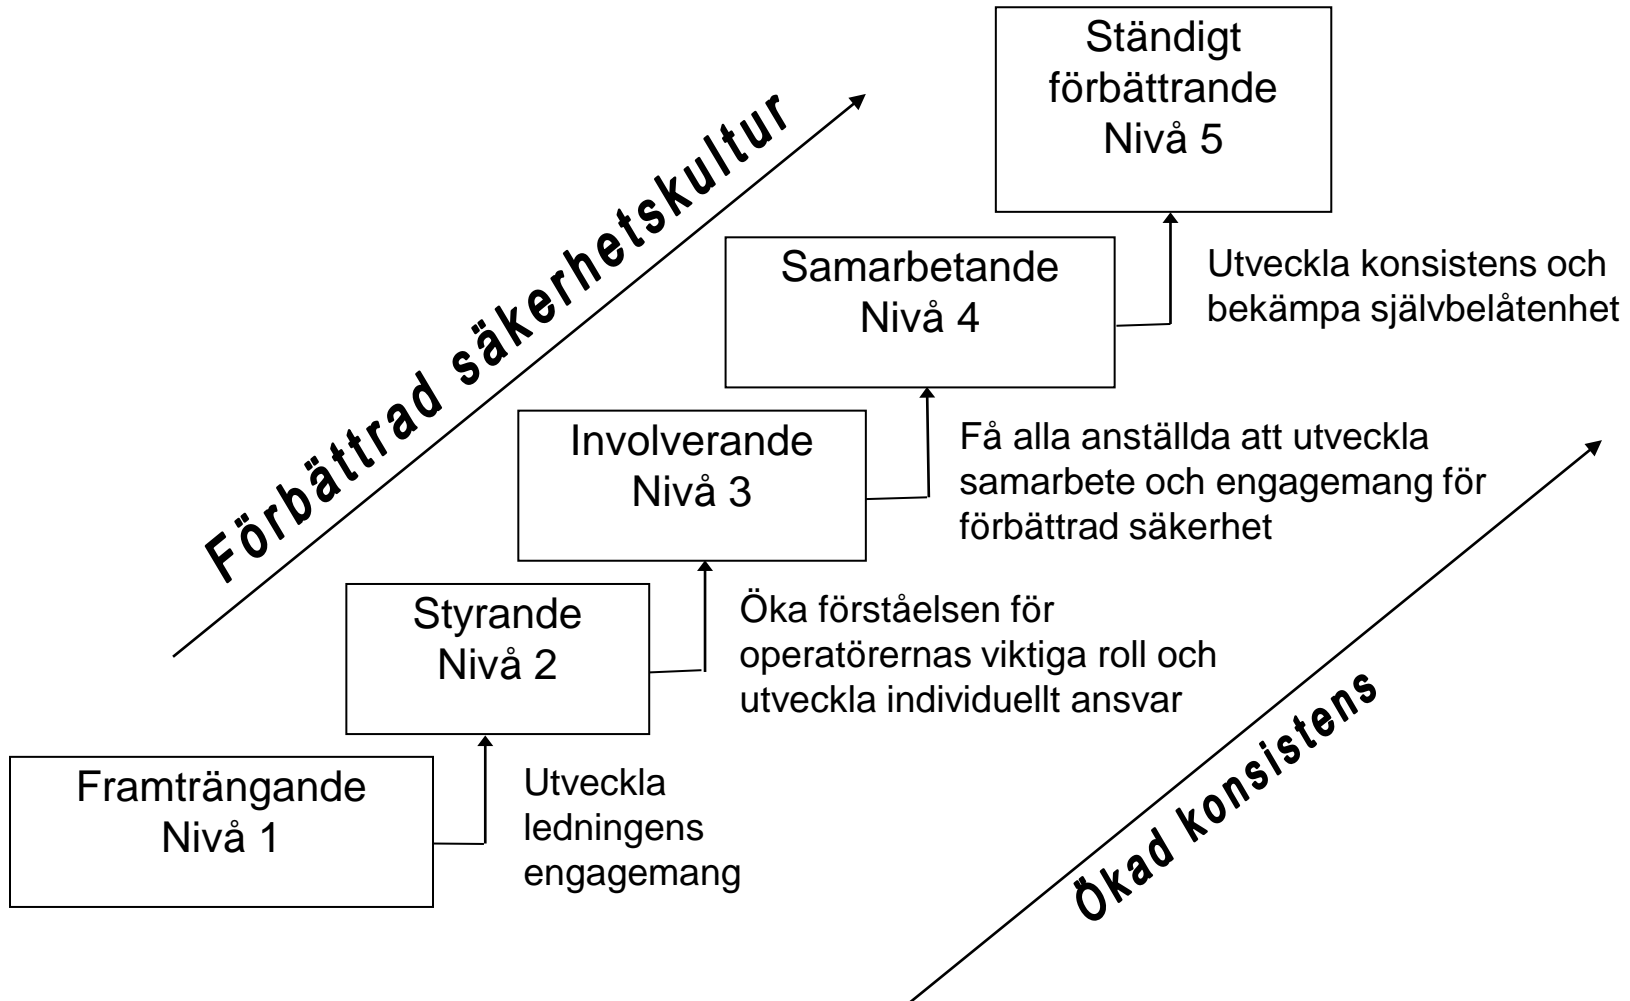 Ständigt
förbättrande
Nivå 5
Förbättrad säkerhetskultur
Samarbetande
Nivå 4
Utveckla konsistens och
bekämpa självbelåtenhet
Involverande
Nivå 3
Få alla anställda att utveckla
samarbete och engagemang för
förbättrad säkerhet
Styrande
Nivå 2
Öka förståelsen för
operatörernas viktiga roll och
utveckla individuellt ansvar
Framträngande
Nivå 1
Utveckla
ledningens
engagemang
Ökad konsistens